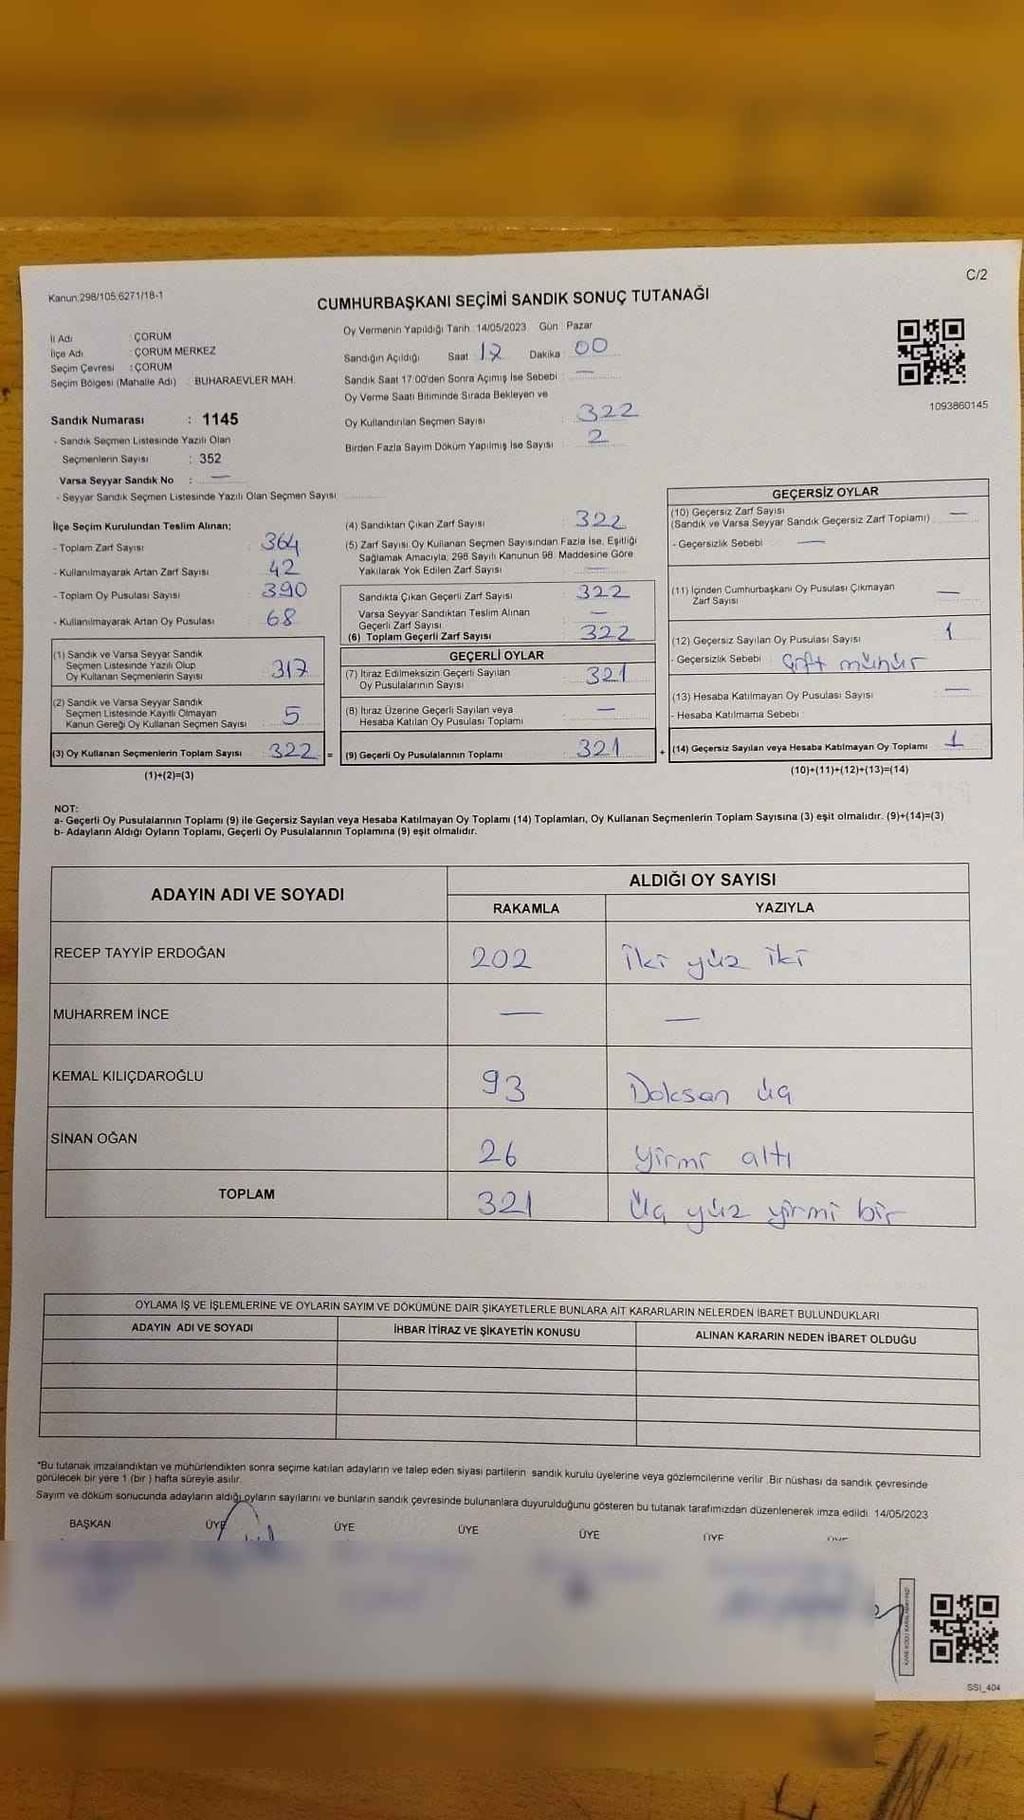 C/2
Kanun:298/105;6271/18-1
CUMHURBAŞKANI SEÇİMİ SANDIK SONUÇ TUTANAĞI
İl Adı : ÇORUM
İlçe Adı : ÇORUM MERKEZ
Seçim Çevresi : ÇORUM
Seçim Bölgesi (Mahalle Adı) : BUHARAEVLER MAH.
Sandık Numarası : 1145
- Sandık Seçmen Listesinde Yazılı Olan
Seçmenlerin Sayısı : 352
Varsa Seyyar Sandık No : —
- Seyyar Sandık Seçmen Listesinde Yazılı Olan Seçmen Sayısı
Oy Vermenin Yapıldığı Tarih : 14/05/2023 Gün : Pazar
Sandığın Açıldığı Saat 17 Dakika : 00
Sandık Saat 17:00'den Sonra Açımış İse Sebebi : —
Oy Verme Saati Bitiminde Sırada Bekleyen ve
Oy Kullandırılan Seçmen Sayısı : 322
Birden Fazla Sayım Döküm Yapılmış İse Sayısı : 2
1093860145
İlçe Seçim Kurulundan Teslim Alınan;
- Toplam Zarf Sayısı 364
- Kullanılmayarak Artan Zarf Sayısı 42
- Toplam Oy Pusulası Sayısı 390
- Kullanılmayarak Artan Oy Pusulası 68
(1) Sandık ve Varsa Seyyar Sandık
Seçmen Listesinde Yazılı Olup
Oy Kullanan Seçmenlerin Sayısı 317
(2) Sandık ve Varsa Seyyar Sandık
Seçmen Listesinde Kayıtlı Olmayan
Kanun Gereği Oy Kullanan Seçmen Sayısı 5
(3) Oy Kullanan Seçmenlerin Toplam Sayısı 322 =
(1)+(2)=(3)
(4) Sandıktan Çıkan Zarf Sayısı : 322
(5) Zarf Sayısı Oy Kullanan Seçmen Sayısından Fazla İse, Eşitliği
Sağlamak Amacıyla, 298 Sayılı Kanunun 98. Maddesine Göre
Yakılarak Yok Edilen Zarf Sayısı —
Sandıkta Çıkan Geçerli Zarf Sayısı 322
Varsa Seyyar Sandıktan Teslim Alınan
Geçerli Zarf Sayısı —
(6) Toplam Geçerli Zarf Sayısı 322
GEÇERLİ OYLAR
(7) İtiraz Edilmeksizin Geçerli Sayılan
Oy Pusulalarının Sayısı : 321
(8) İtiraz Üzerine Geçerli Sayılan veya
Hesaba Katılan Oy Pusulası Toplamı : —
(9) Geçerli Oy Pusulalarının Toplamı : 321 +
GEÇERSİZ OYLAR
(10) Geçersiz Zarf Sayısı
(Sandık ve Varsa Seyyar Sandık Geçersiz Zarf Toplamı) —
- Geçersizlik Sebebi —
(11) İçinden Cumhurbaşkanı Oy Pusulası Çıkmayan
Zarf Sayısı —
(12) Geçersiz Sayılan Oy Pusulası Sayısı 1
- Geçersizlik Sebebi Çift mühür
(13) Hesaba Katılmayan Oy Pusulası Sayısı —
- Hesaba Katılmama Sebebi
(14) Geçersiz Sayılan veya Hesaba Katılmayan Oy Toplamı 1
(10)+(11)+(12)+(13)=(14)
NOT:
a- Geçerli Oy Pusulalarının Toplamı (9) ile Geçersiz Sayılan veya Hesaba Katılmayan Oy Toplamı (14) Toplamları, Oy Kullanan Seçmenlerin Toplam Sayısına (3) eşit olmalıdır. (9)+(14)=(3)
b- Adayların Aldığı Oyların Toplamı, Geçerli Oy Pusulalarının Toplamına (9) eşit olmalıdır.
ADAYIN ADI VE SOYADI ALDIĞI OY SAYISI
RAKAMLA YAZIYLA
RECEP TAYYİP ERDOĞAN 202 iki yüz iki
MUHARREM İNCE — —
KEMAL KILIÇDAROĞLU 93 Doksan üç
SİNAN OĞAN 26 yirmi altı
TOPLAM 321 Üç yüz yirmi bir
OYLAMA İŞ VE İŞLEMLERİNE VE OYLARIN SAYIM VE DÖKÜMÜNE DAİR ŞİKAYETLERLE BUNLARA AİT KARARLARIN NELERDEN İBARET BULUNDUKLARI
ADAYIN ADI VE SOYADI İHBAR İTİRAZ VE ŞİKAYETİN KONUSU ALINAN KARARIN NEDEN İBARET OLDUĞU
*Bu tutanak imzalandıktan ve mühürlendikten sonra seçime katılan adayların ve talep eden siyasi partilerin sandık kurulu üyelerine veya gözlemcilerine verilir. Bir nüshası da sandık çevresinde
görülecek bir yere 1 (bir) hafta süreyle asılır.
Sayım ve döküm sonucunda adayların aldığı oyların sayılarını ve bunların sandık çevresinde bulunanlara duyurulduğunu gösteren bu tutanak tarafımızdan düzenlenerek imza edildi. 14/05/2023
BAŞKAN ÜYE ÜYE ÜYE ÜYE ÜYE ÜYE
SSI_404